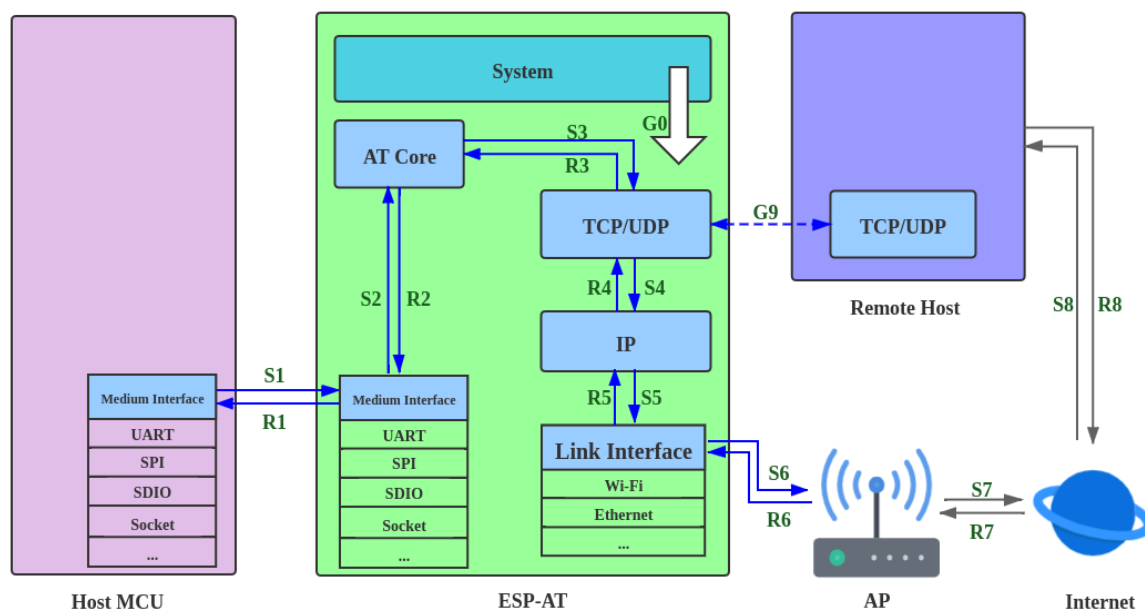 System
G0
S3
AT Core
R3
TCP/UDP
G9
TCP/UDP
S2
R2
R4
S4
S8
R8
Remote Host
IP
S1
R5
S5
Medium Interface
Medium Interface
R1
UART
UART
Link Interface
SPI
SPI
S6
S7
SDIO
SDIO
Wi-Fi
Socket
Socket
Ethernet
R6
R7
...
...
...
Host MCU
ESP-AT
AP
Internet